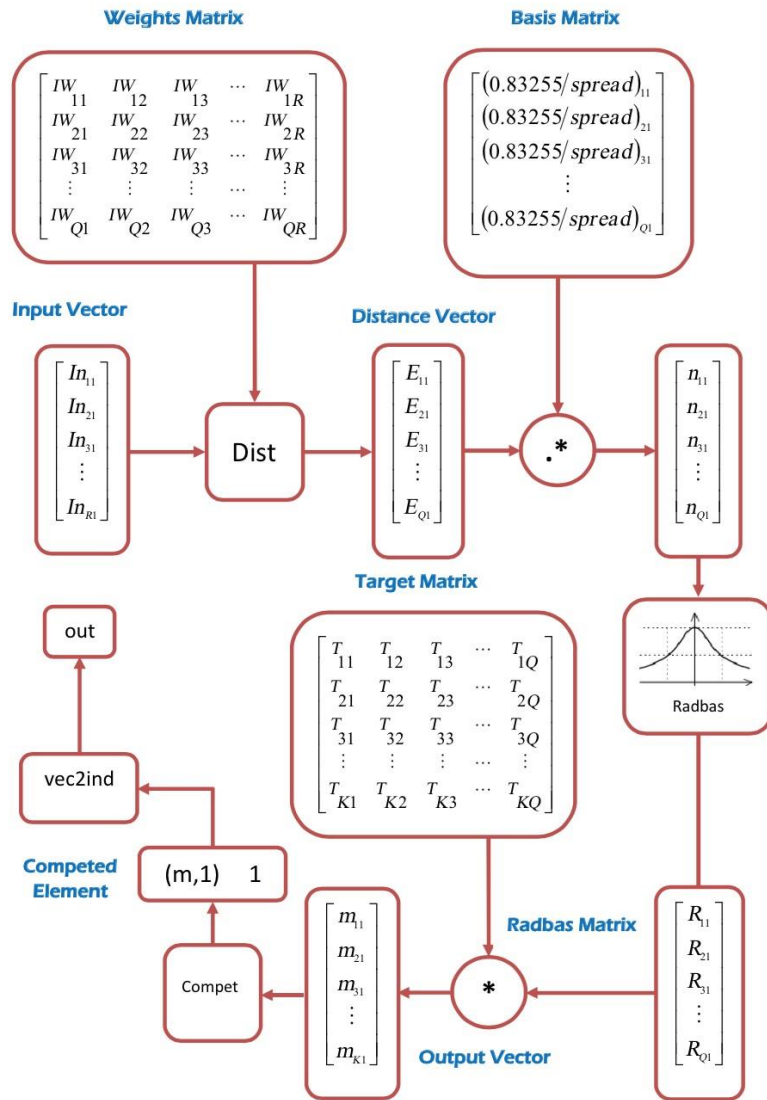 Weights Matrix
IW11 IW12 IW13 ⋯ IW1R
IW21 IW22 IW23 ⋯ IW2R
IW31 IW32 IW33 ⋯ IW3R
⋮ ⋮ ⋮ ⋯ ⋮
IWQ1 IWQ2 IWQ3 ⋯ IWQR
Basis Matrix
(0.83255/spread)11
(0.83255/spread)21
(0.83255/spread)31
⋮
(0.83255/spread)Q1
Input Vector
In11
In21
In31
⋮
InR1
Dist
Distance Vector
E11
E21
E31
⋮
EQ1
.*
n11
n21
n31
⋮
nQ1
Radbas
Target Matrix
T11 T12 T13 ⋯ T1Q
T21 T22 T23 ⋯ T2Q
T31 T32 T33 ⋯ T3Q
⋮ ⋮ ⋮ ⋯ ⋮
TK1 TK2 TK3 ⋯ TKQ
Radbas Matrix
R11
R21
R31
⋮
RQ1
*
Output Vector
m11
m21
m31
⋮
mK1
Compet
Competed
Element
(m,1) 1
vec2ind
out